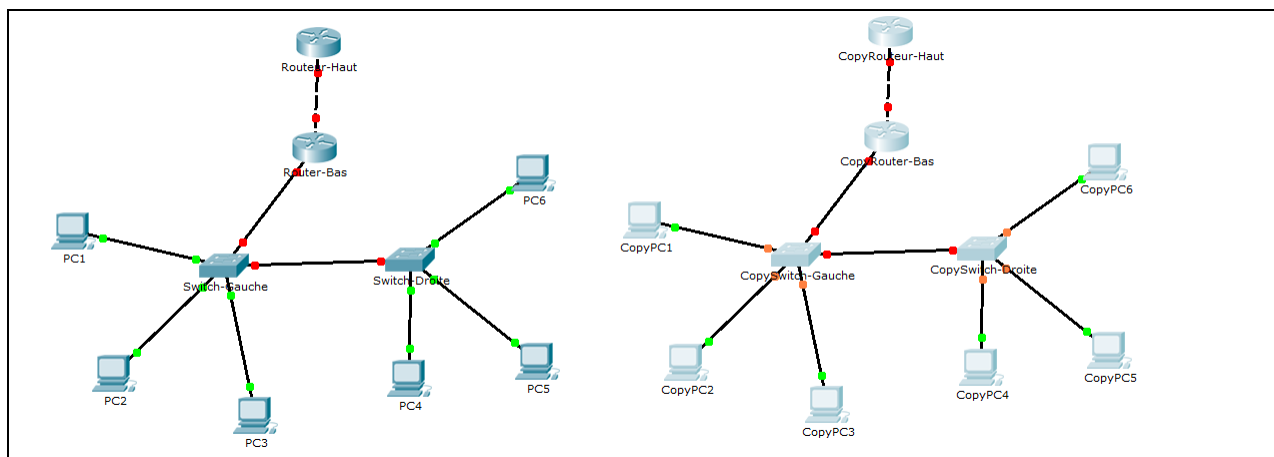 Routeur-Haut
Router-Bas
PC6
PC1
Switch-Gauche
Switch-Droite
PC2
PC3
PC4
PC5
CopyRouteur-Haut
CopyRouter-Bas
CopyPC6
CopyPC1
CopySwitch-Gauche
CopySwitch-Droite
CopyPC2
CopyPC3
CopyPC4
CopyPC5